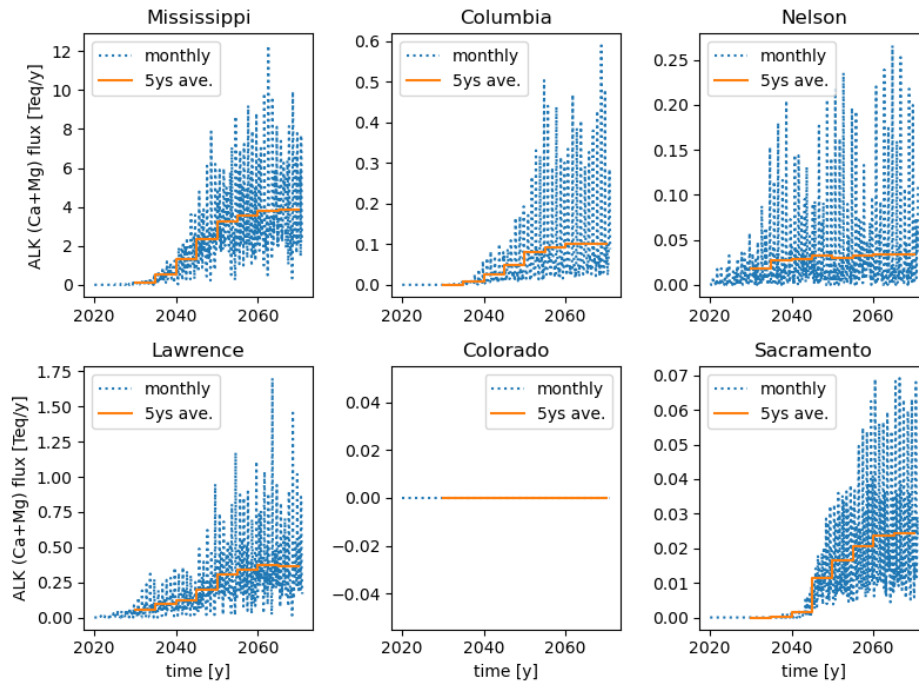 Mississippi
ALK (Ca+Mg) flux [Teq/y]
12
10
8
6
4
2
0
monthly
5ys ave.
2020
2040
2060
Columbia
0.6
0.5
0.4
0.3
0.2
0.1
0.0
monthly
5ys ave.
2020
2040
2060
Nelson
0.25
0.20
0.15
0.10
0.05
0.00
monthly
5ys ave.
2020
2040
2060
Lawrence
ALK (Ca+Mg) flux [Teq/y]
1.75
1.50
1.25
1.00
0.75
0.50
0.25
0.00
monthly
5ys ave.
2020
2040
2060
time [y]
Colorado
0.04
0.02
0.00
−0.02
−0.04
monthly
5ys ave.
2020
2040
2060
time [y]
Sacramento
0.07
0.06
0.05
0.04
0.03
0.02
0.01
0.00
monthly
5ys ave.
2020
2040
2060
time [y]